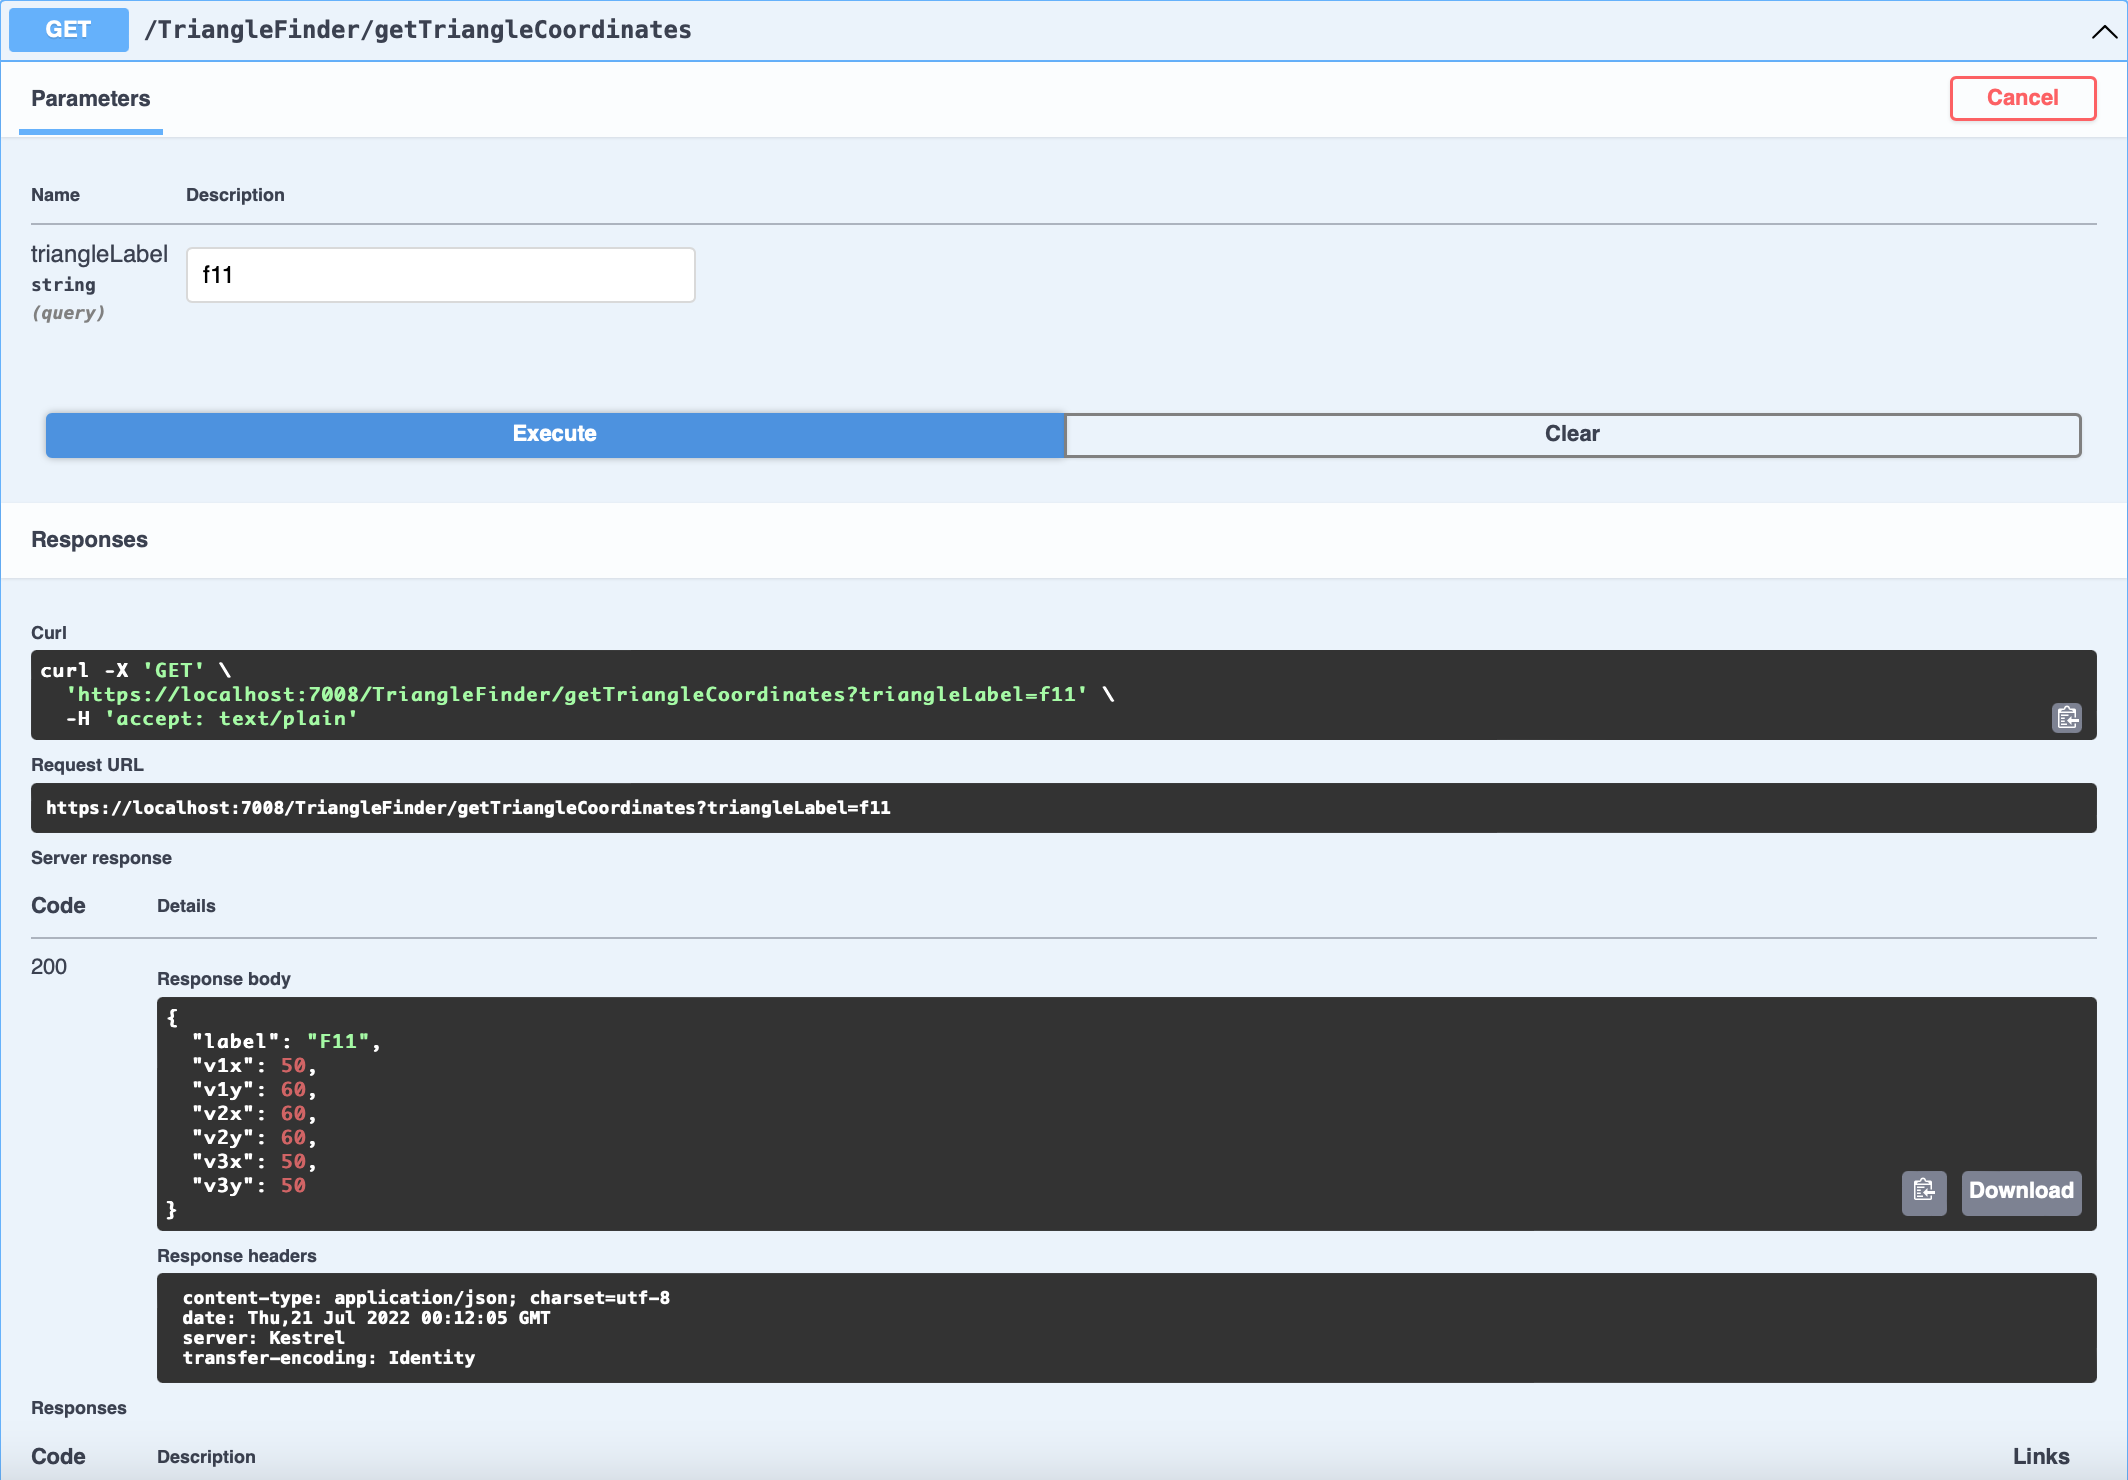 GET /TriangleFinder/getTriangleCoordinates
Parameters
Cancel
Name Description
triangleLabel
string
(query)
f11
Execute
Clear
Responses
Curl
curl -X 'GET' \
  'https://localhost:7008/TriangleFinder/getTriangleCoordinates?triangleLabel=f11' \
  -H 'accept: text/plain'
Request URL
https://localhost:7008/TriangleFinder/getTriangleCoordinates?triangleLabel=f11
Server response
Code Details
200
Response body
{
  "label": "F11",
  "v1x": 50,
  "v1y": 60,
  "v2x": 60,
  "v2y": 60,
  "v3x": 50,
  "v3y": 50
}
Download
Response headers
content-type: application/json; charset=utf-8
date: Thu,21 Jul 2022 00:12:05 GMT
server: Kestrel
transfer-encoding: Identity
Responses
Code Description Links